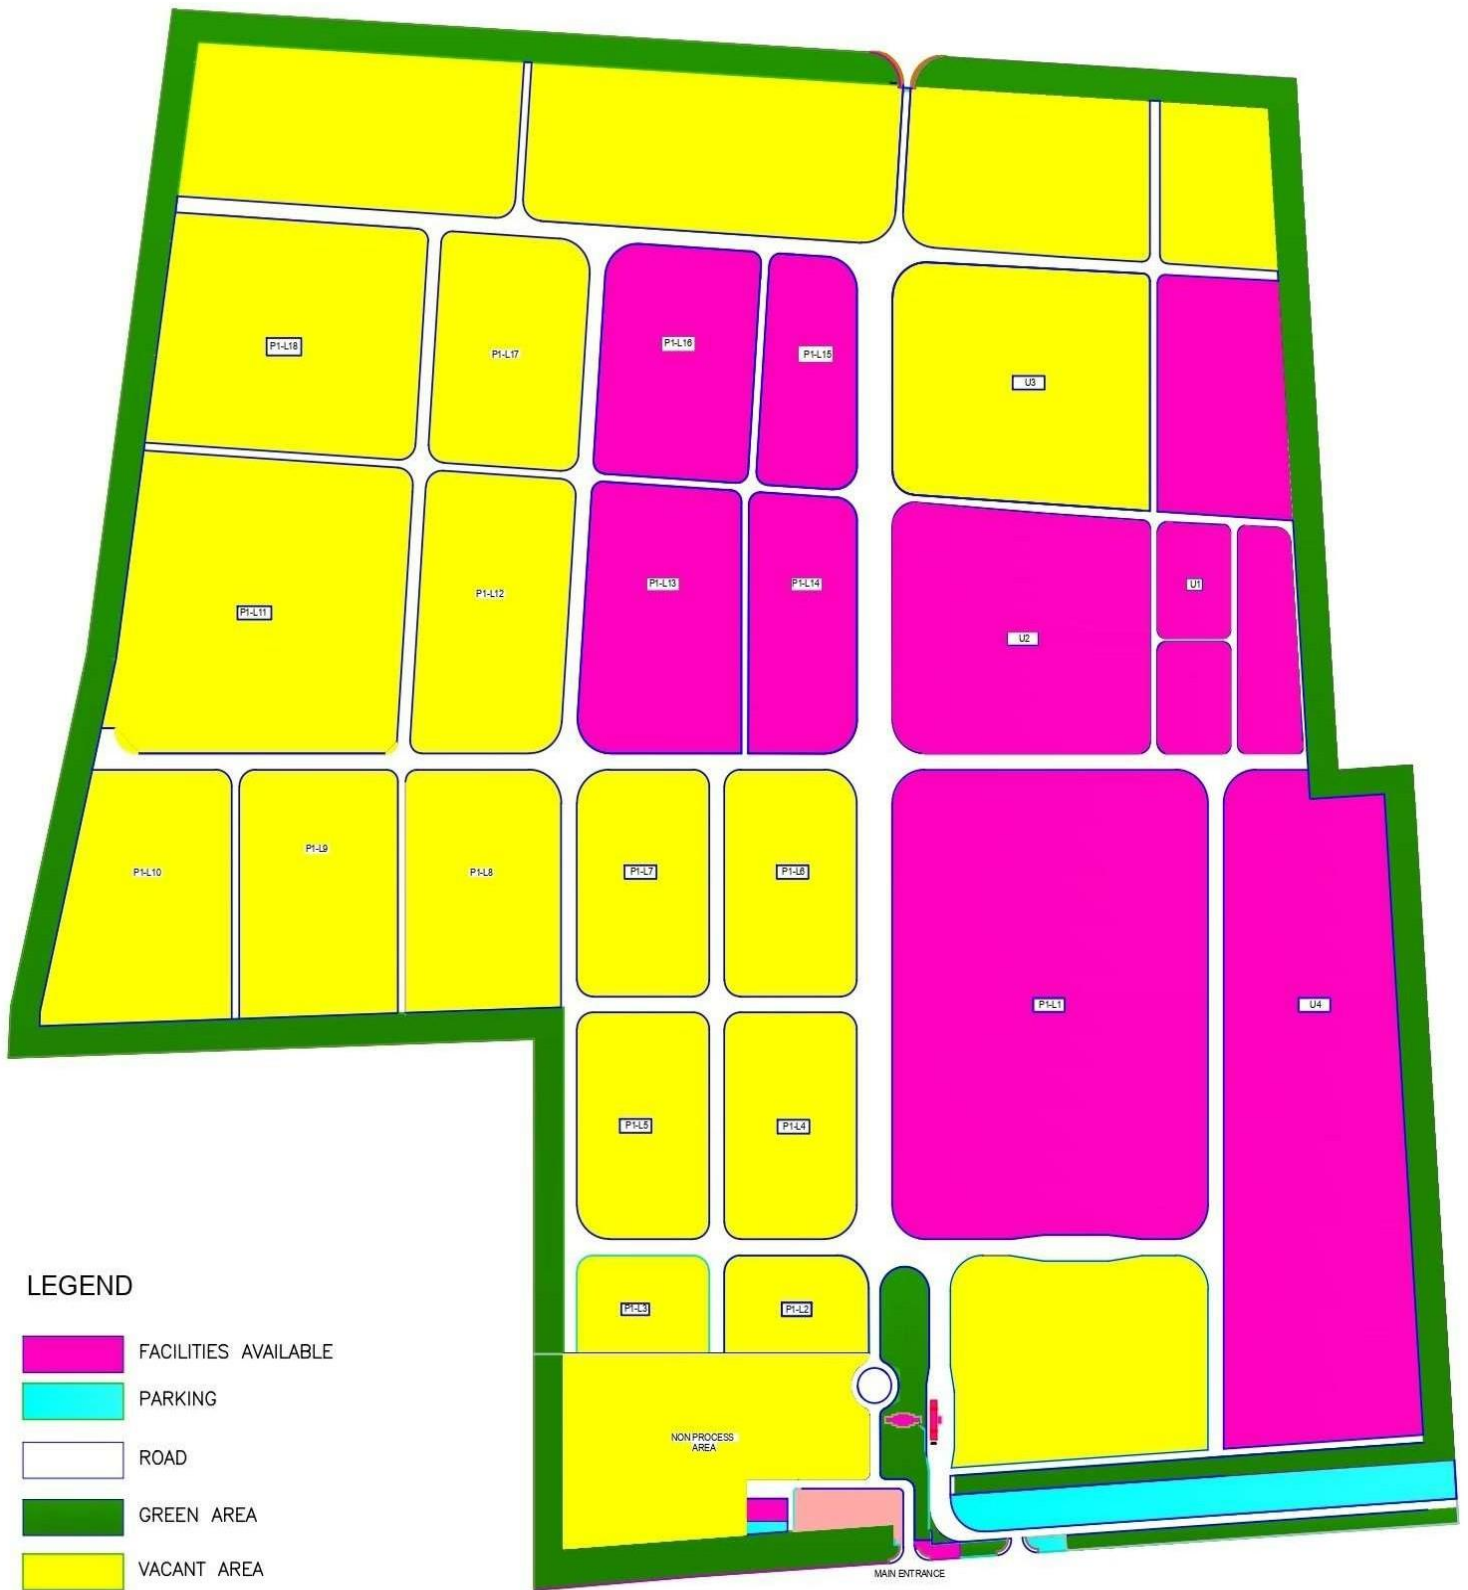 P1-L18
P1-L17
P1-L16
P1-L15
U3
P1-L11
P1-L12
P1-L13
P1-L14
U2
U1
P1-L10
P1-L9
P1-L8
P1-L7
P1-L6
P1-L1
U4
P1-L5
P1-L4
P1-L3
P1-L2
NON PROCESS
AREA
MAIN ENTRANCE
LEGEND
FACILITIES AVAILABLE
PARKING
ROAD
GREEN AREA
VACANT AREA